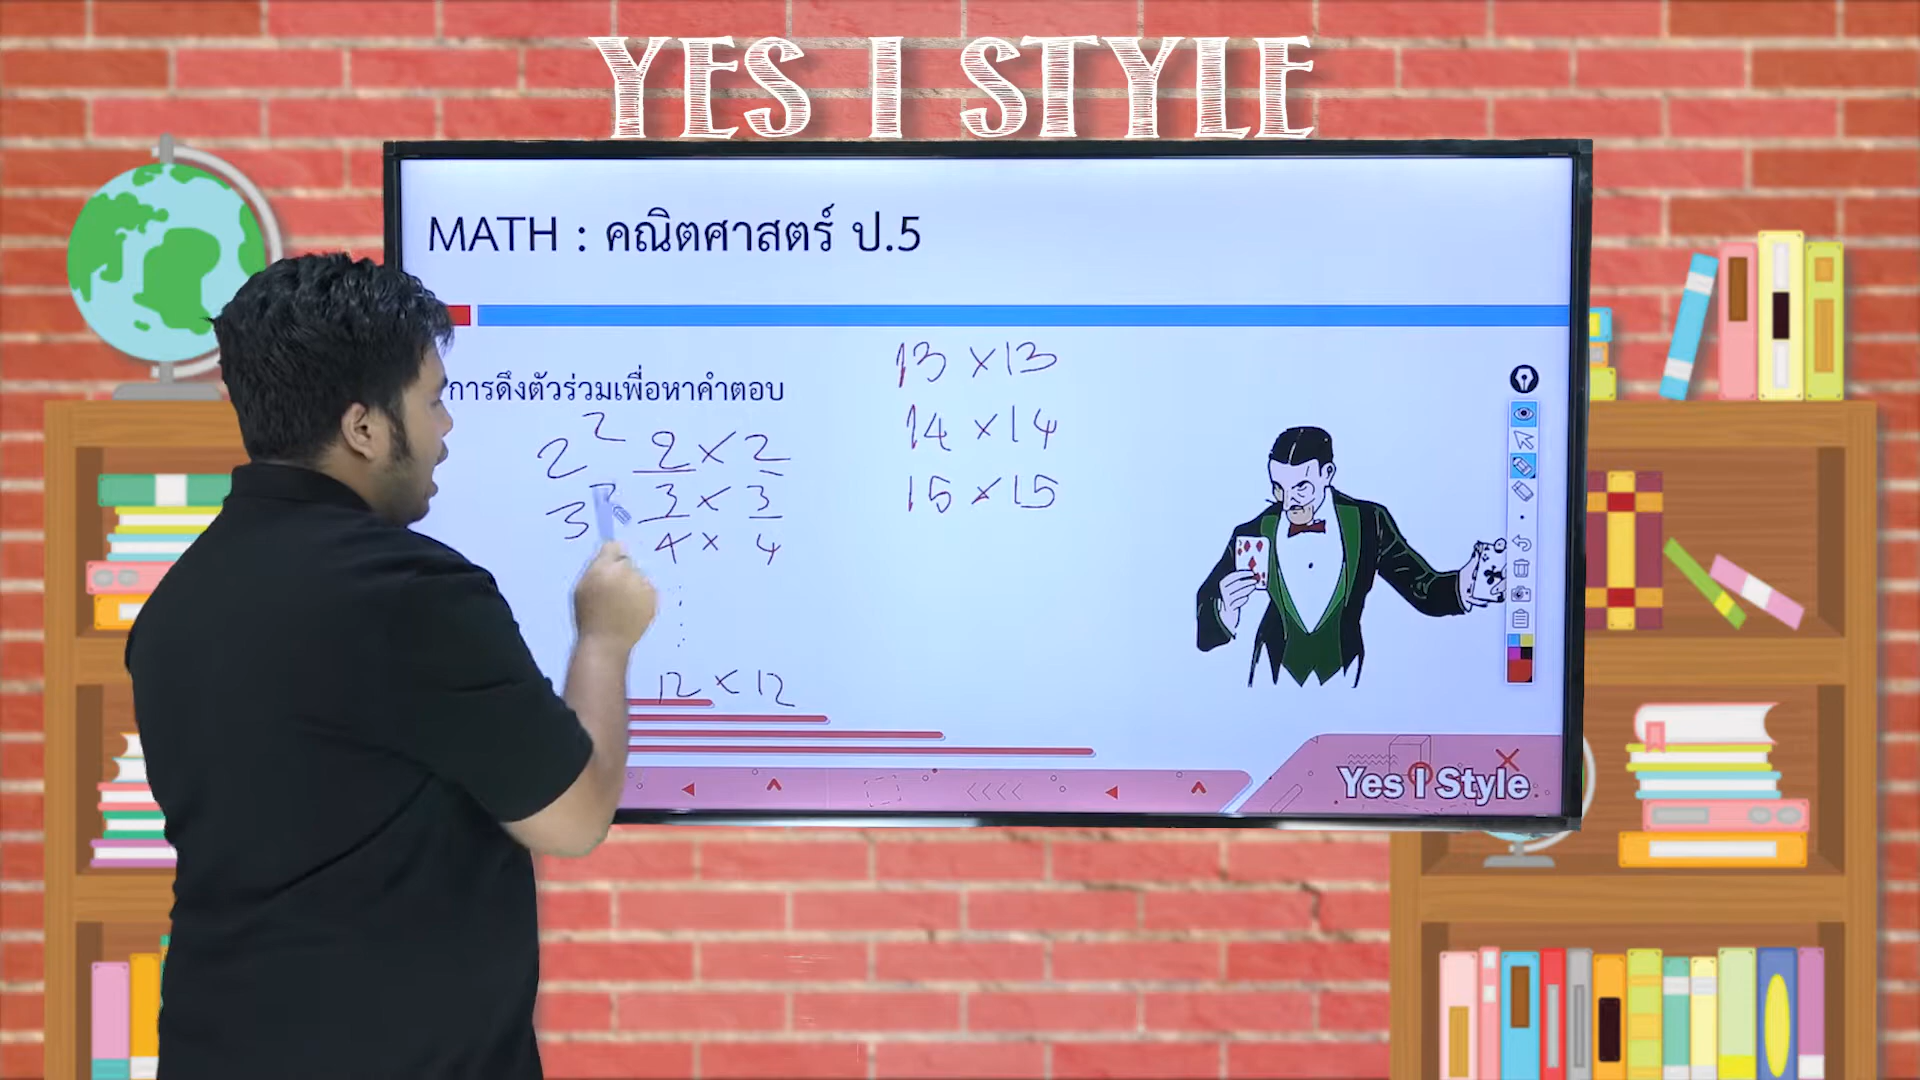 YES I STYLE
MATH : คณิตศาสตร์ ป.5
การดึงตัวร่วมเพื่อหาคำตอบ
2² 2 × 2
3 3 × 3
4 × 4
12 × 12
13 × 13
14 × 14
15 × 15
Yes I Style